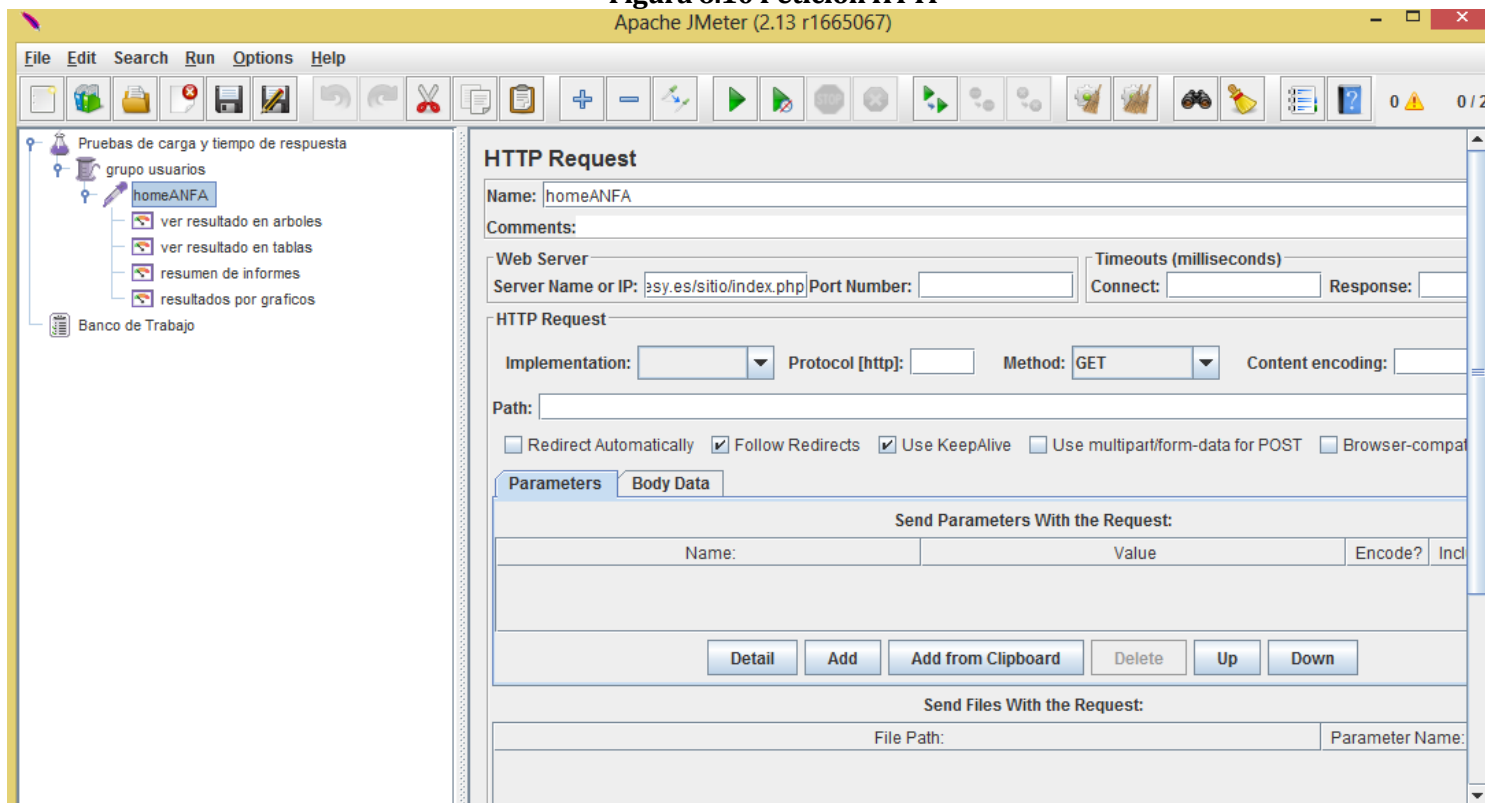 Figura 8.10 Petición HTTP
Apache JMeter (2.13 r1665067)
File Edit Search Run Options Help
STOP
? 0 0 / 2
Pruebas de carga y tiempo de respuesta
grupo usuarios
homeANFA
ver resultado en arboles
ver resultado en tablas
resumen de informes
resultados por graficos
Banco de Trabajo
HTTP Request
Name: homeANFA
Comments:
Web Server Timeouts (milliseconds)
Server Name or IP: esy.es/sitio/index.php Port Number: Connect: Response:
HTTP Request
Implementation: Protocol [http]: Method: GET Content encoding:
Path:
Redirect Automatically Follow Redirects Use KeepAlive Use multipart/form-data for POST Browser-compat
Parameters Body Data
Send Parameters With the Request:
Name: Value Encode? Incl
Detail Add Add from Clipboard Delete Up Down
Send Files With the Request:
File Path: Parameter Name: